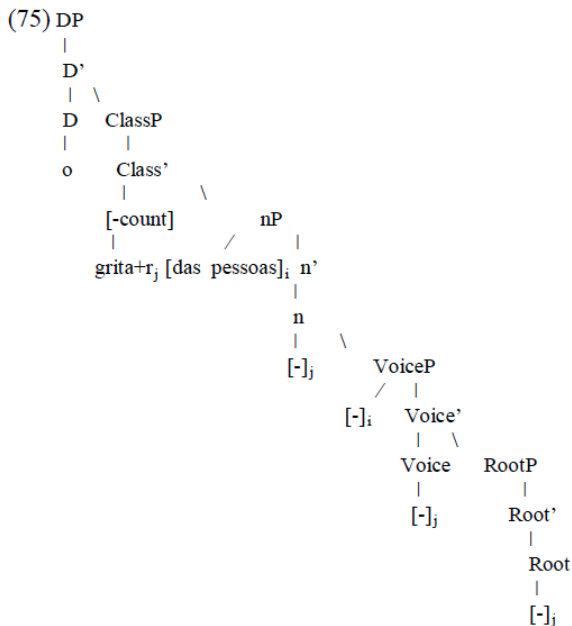 (75) DP
D’
D ClassP
o Class’
[-count] nP
grita+rj [das pessoas]i n’
n
[-]j VoiceP
[-]i Voice’
Voice RootP
[-]j Root’
Root
[-]j